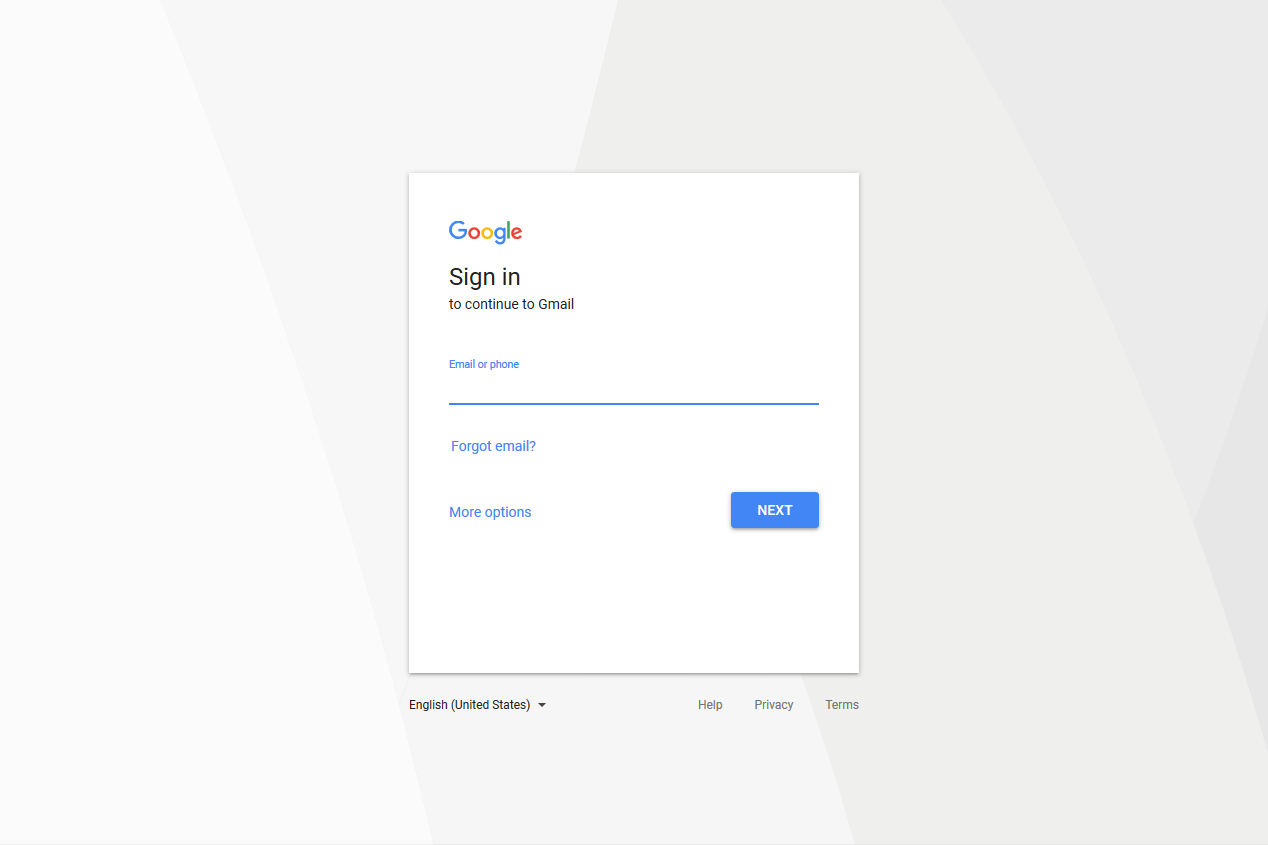 Google
Sign in
to continue to Gmail
Email or phone
Forgot email?
More options
NEXT
English (United States)
Help
Privacy
Terms